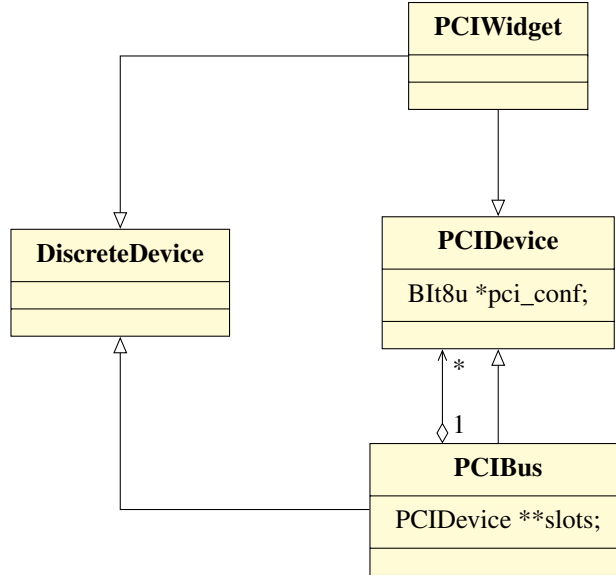 PCIWidget
DiscreteDevice
PCIDevice
BIt8u *pci_conf;
*
1
PCIBus
PCIDevice **slots;